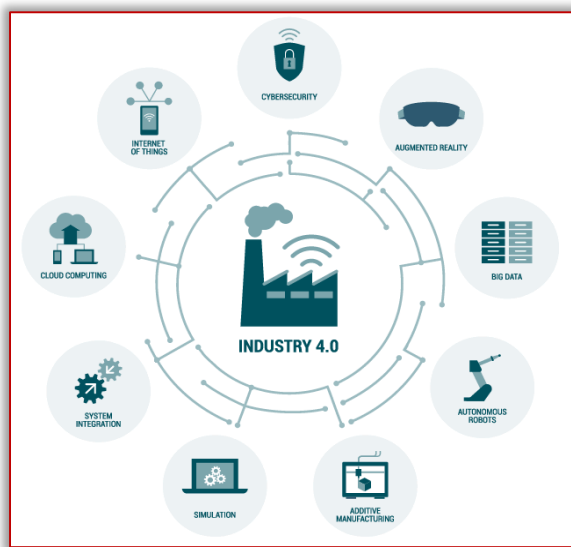 CYBERSECURITY
INTERNET
OF THINGS
AUGMENTED REALITY
CLOUD COMPUTING
BIG DATA
INDUSTRY 4.0
SYSTEM
INTEGRATION
AUTONOMOUS
ROBOTS
SIMULATION
ADDITIVE
MANUFACTURING